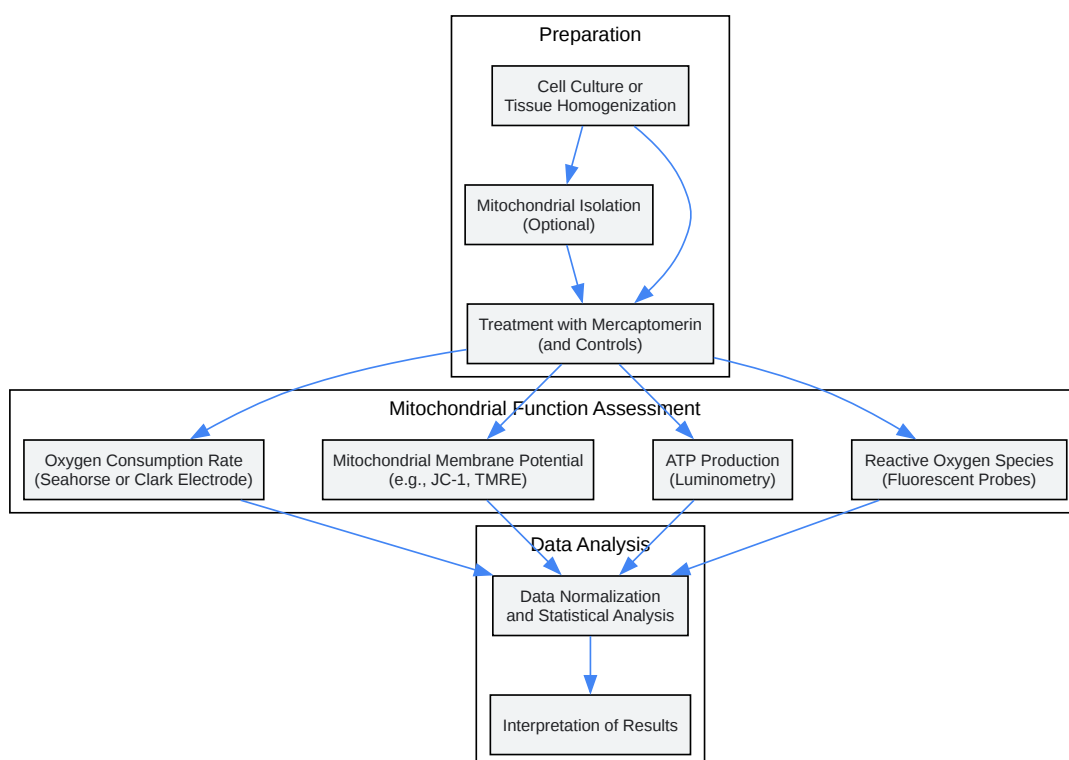 Preparation
Cell Culture or
Tissue Homogenization
Mitochondrial Isolation
(Optional)
Treatment with Mercaptomerin
(and Controls)
Mitochondrial Function Assessment
Oxygen Consumption Rate
(Seahorse or Clark Electrode)
Mitochondrial Membrane Potential
(e.g., JC-1, TMRE)
ATP Production
(Luminometry)
Reactive Oxygen Species
(Fluorescent Probes)
Data Analysis
Data Normalization
and Statistical Analysis
Interpretation of Results